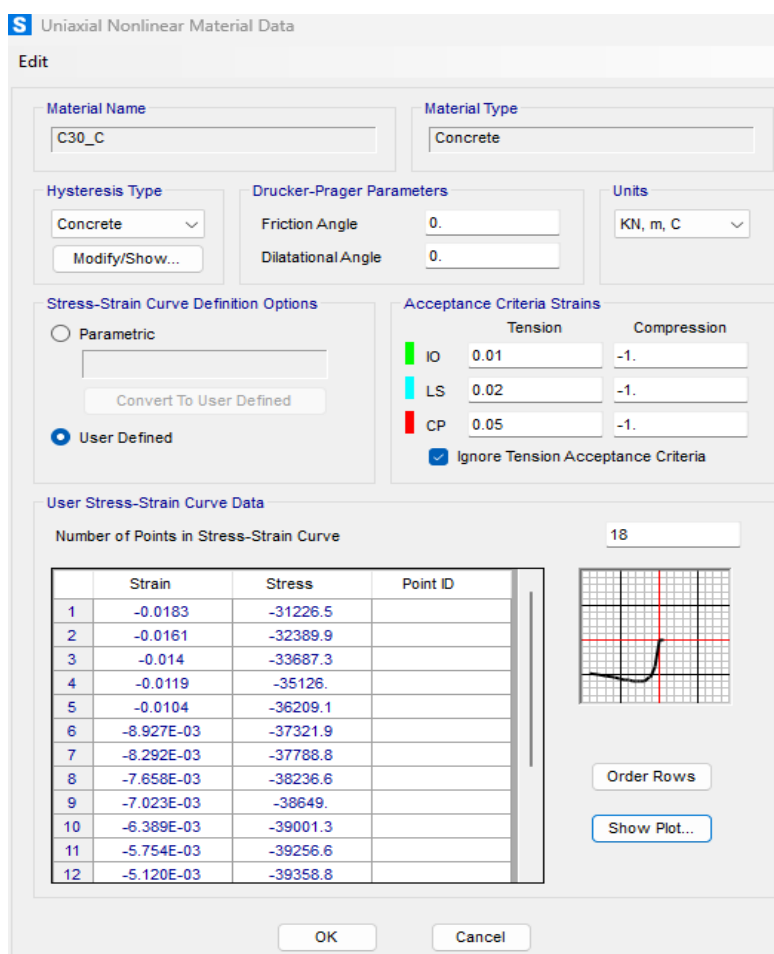 S Uniaxial Nonlinear Material Data
Edit
Material Name
C30_C
Material Type
Concrete
Hysteresis Type
Concrete
Modify/Show...
Drucker-Prager Parameters
Friction Angle 0.
Dilatational Angle 0.
Units
KN, m, C
Stress-Strain Curve Definition Options
Parametric
Convert To User Defined
User Defined
Acceptance Criteria Strains
Tension Compression
IO 0.01 -1.
LS 0.02 -1.
CP 0.05 -1.
Ignore Tension Acceptance Criteria
User Stress-Strain Curve Data
Number of Points in Stress-Strain Curve 18
Strain Stress Point ID
1 -0.0183 -31226.5
2 -0.0161 -32389.9
3 -0.014 -33687.3
4 -0.0119 -35126.
5 -0.0104 -36209.1
6 -8.927E-03 -37321.9
7 -8.292E-03 -37788.8
8 -7.658E-03 -38236.6
9 -7.023E-03 -38649.
10 -6.389E-03 -39001.3
11 -5.754E-03 -39256.6
12 -5.120E-03 -39358.8
Order Rows
Show Plot...
OK Cancel